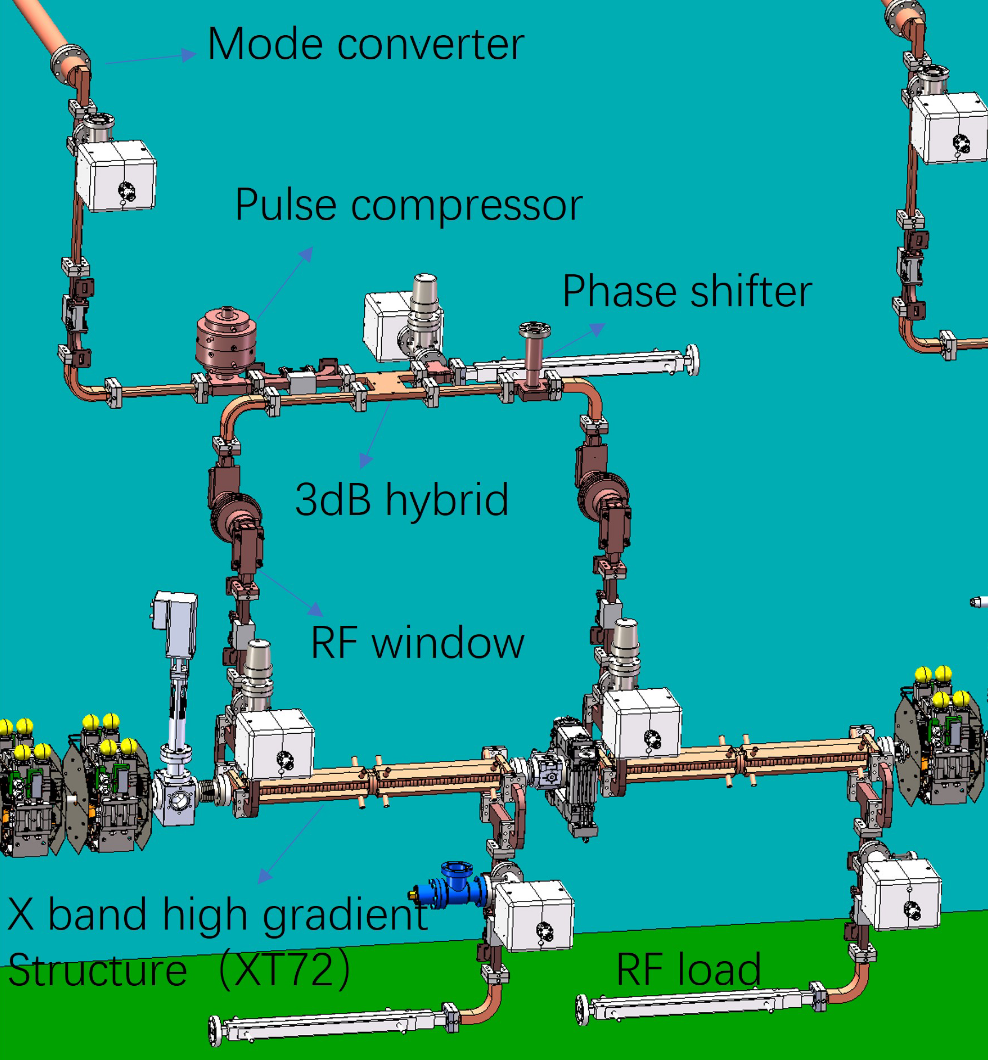 Mode converter
Pulse compressor
Phase shifter
3dB hybrid
RF window
X band high gradient
Structure（XT72）
RF load